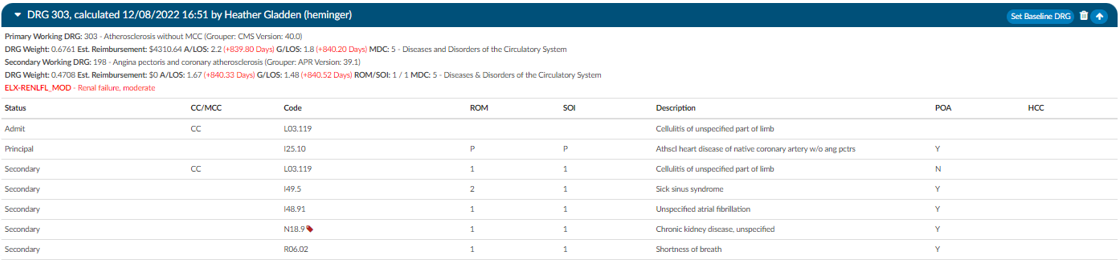 DRG 303, calculated 12/08/2022 16:51 by Heather Gladden (heminger) Set Baseline DRG
Primary Working DRG: 303 - Atherosclerosis without MCC (Grouper: CMS Version: 40.0)
DRG Weight: 0.6761 Est. Reimbursement: $4310.64 A/LOS: 2.2 (+839.80 Days) G/LOS: 1.8 (+840.20 Days) MDC: 5 - Diseases and Disorders of the Circulatory System
Secondary Working DRG: 198 - Angina pectoris and coronary atherosclerosis (Grouper: APR Version: 39.1)
DRG Weight: 0.4708 Est. Reimbursement: $0 A/LOS: 1.67 (+840.33 Days) G/LOS: 1.48 (+840.52 Days) ROM/SOI: 1 / 1 MDC: 5 - Diseases & Disorders of the Circulatory System
ELX-RENLFL_MOD - Renal failure, moderate
Status CC/MCC Code ROM SOI Description POA HCC
Admit CC L03.119 Cellulitis of unspecified part of limb
Principal I25.10 P P Athscl heart disease of native coronary artery w/o ang pctrs Y
Secondary CC L03.119 1 1 Cellulitis of unspecified part of limb N
Secondary I49.5 2 1 Sick sinus syndrome Y
Secondary I48.91 1 1 Unspecified atrial fibrillation Y
Secondary N18.9 1 1 Chronic kidney disease, unspecified Y
Secondary R06.02 1 1 Shortness of breath Y